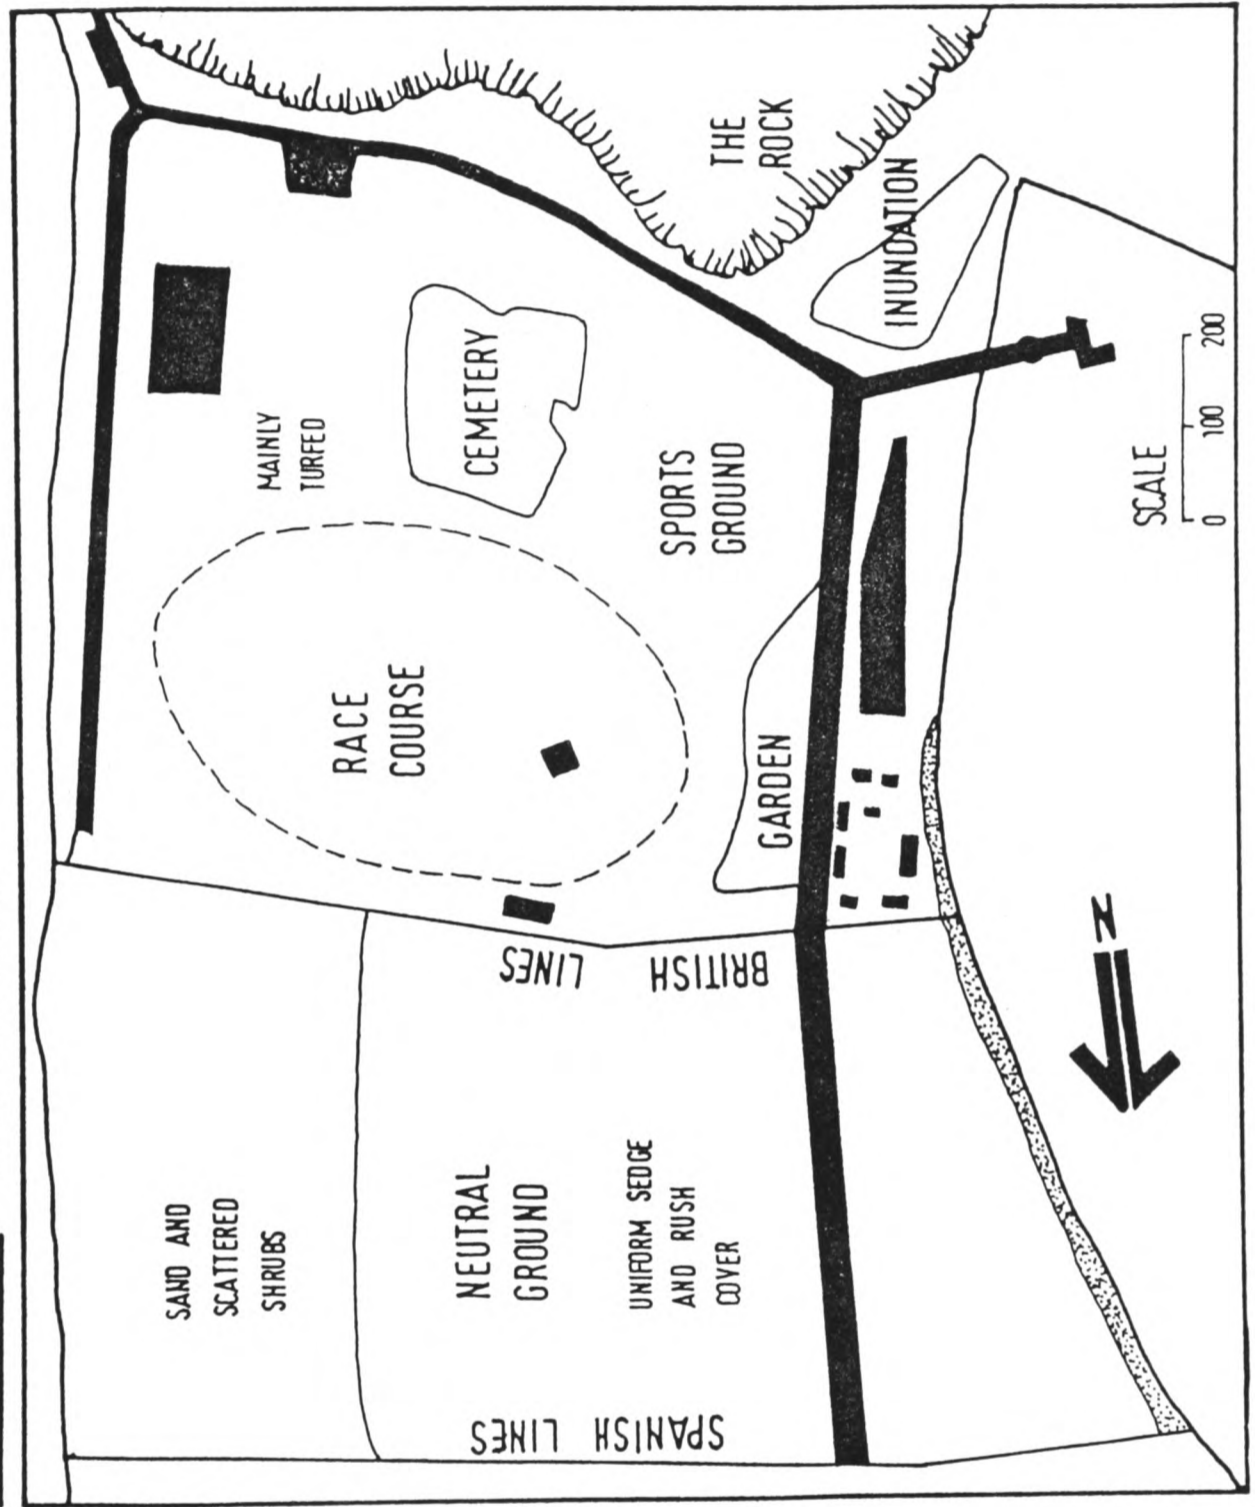 THE
ROCK
INUNDATION
CEMETERY
MAINLY
TURFED
SPORTS
GROUND
RACE
COURSE
GARDEN
SCALE
0 100 200
N
BRITISH LINES
NEUTRAL
GROUND
UNIFORM SEDGE
AND RUSH
COVER
SAND AND
SCATTERED
SHRUBS
SPANISH LINES